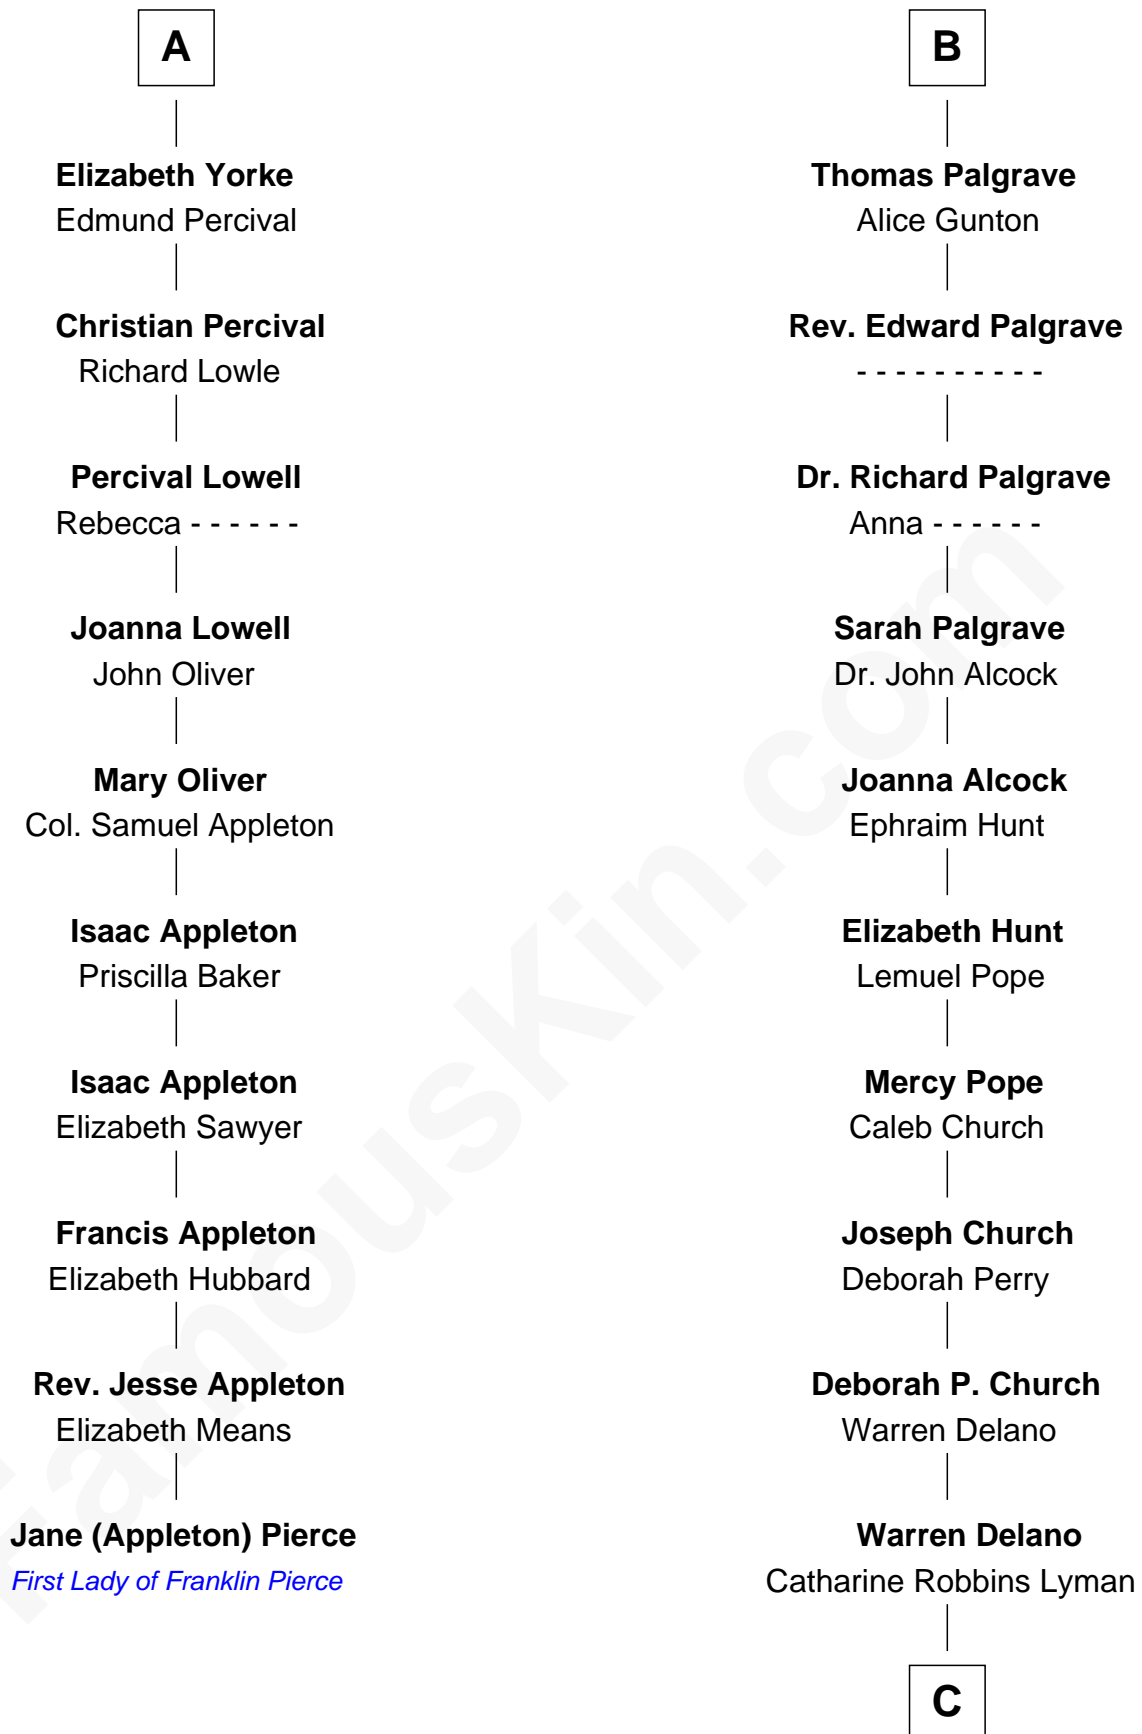 A
Elizabeth Yorke
Edmund Percival
Christian Percival
Richard Lowle
Percival Lowell
Rebecca - - - - - -
Joanna Lowell
John Oliver
Mary Oliver
Col. Samuel Appleton
Isaac Appleton
Priscilla Baker
Isaac Appleton
Elizabeth Sawyer
Francis Appleton
Elizabeth Hubbard
Rev. Jesse Appleton
Elizabeth Means
Jane (Appleton) Pierce
First Lady of Franklin Pierce
B
Thomas Palgrave
Alice Gunton
Rev. Edward Palgrave
- - - - - - - - - -
Dr. Richard Palgrave
Anna - - - - - -
Sarah Palgrave
Dr. John Alcock
Joanna Alcock
Ephraim Hunt
Elizabeth Hunt
Lemuel Pope
Mercy Pope
Caleb Church
Joseph Church
Deborah Perry
Deborah P. Church
Warren Delano
Warren Delano
Catharine Robbins Lyman
C
FamousKin.com